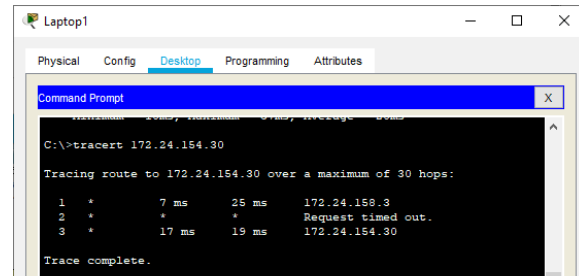 Laptop1
Physical Config Desktop Programming Attributes
Command Prompt X
C:\>tracert 172.24.154.30
Tracing route to 172.24.154.30 over a maximum of 30 hops:
1 * 7 ms 25 ms 172.24.158.3
2 * * * Request timed out.
3 * 17 ms 19 ms 172.24.154.30
Trace complete.